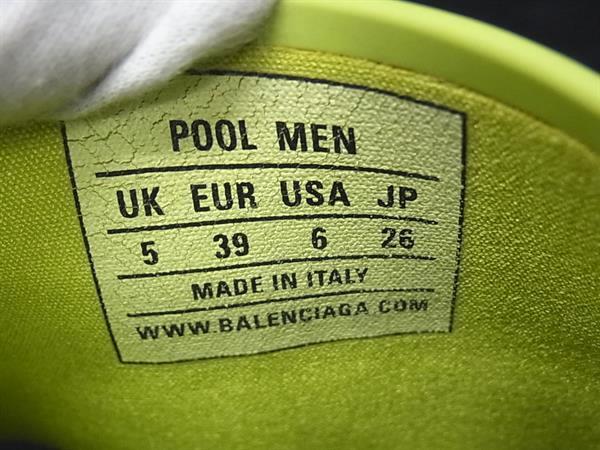 POOL MEN
UK EUR USA JP
5 39 6 26
MADE IN ITALY
WWW.BALENCIAGA.COM